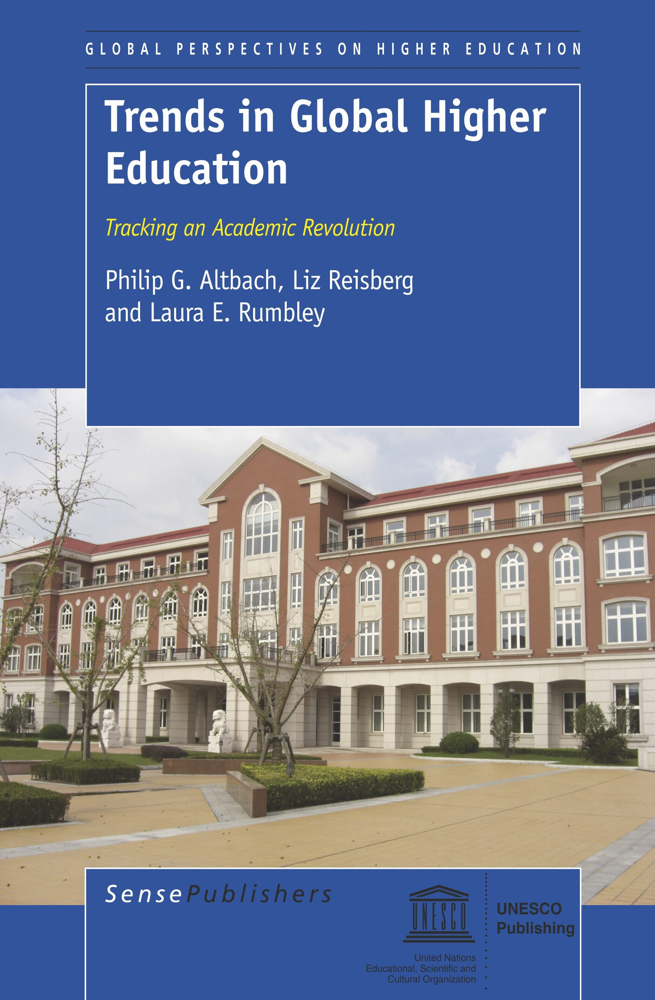 GLOBAL PERSPECTIVES ON HIGHER EDUCATION
Trends in Global Higher
Education
Tracking an Academic Revolution
Philip G. Altbach, Liz Reisberg
and Laura E. Rumbley
SensePublishers
UNESCO
United Nations
Educational, Scientific and
Cultural Organization
UNESCO
Publishing